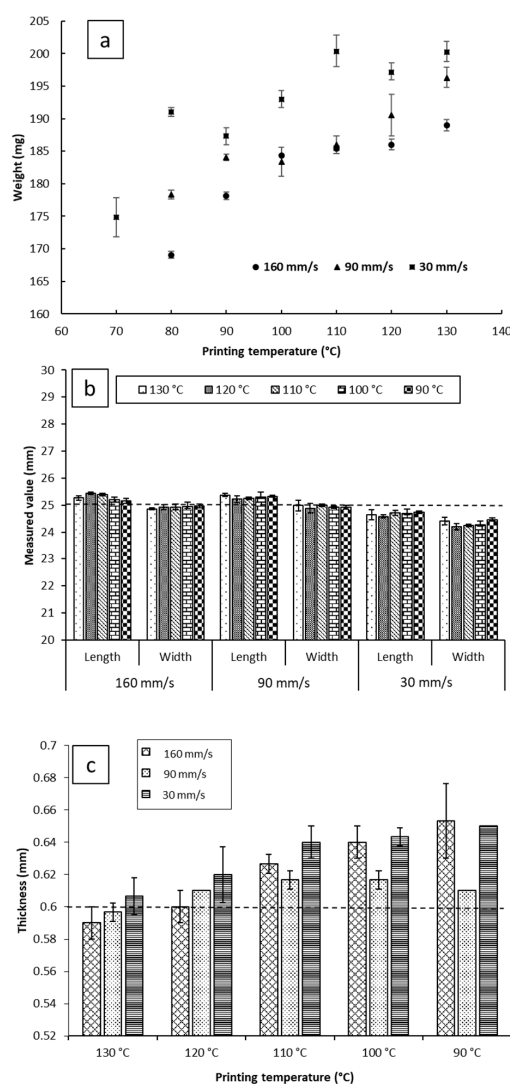 a
205
200
195
190
185
180
175
170
165
160
Weight (mg)
160 mm/s 90 mm/s 30 mm/s
60 70 80 90 100 110 120 130 140
Printing temperature (°C)
b
130 °C 120 °C 110 °C 100 °C 90 °C
30
29
28
27
26
25
24
23
22
21
20
Measured value (mm)
Length Width Length Width Length Width
160 mm/s 90 mm/s 30 mm/s
c
160 mm/s
90 mm/s
30 mm/s
0.7
0.68
0.66
0.64
0.62
0.6
0.58
0.56
0.54
0.52
Thickness (mm)
130 °C 120 °C 110 °C 100 °C 90 °C
Printing temperature (°C)